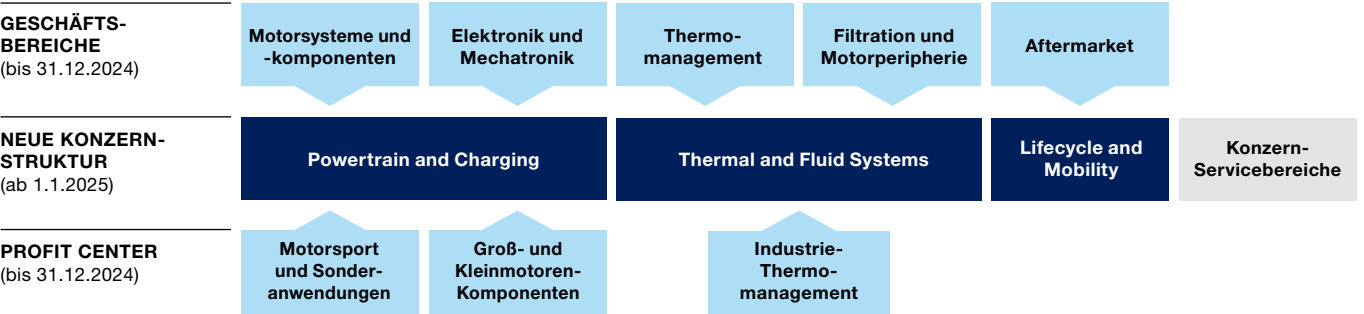 GESCHÄFTS-
BEREICHE
(bis 31.12.2024)
Motorsysteme und
-komponenten
Elektronik und
Mechatronik
Thermo-
management
Filtration und
Motorperipherie
Aftermarket
NEUE KONZERN-
STRUKTUR
(ab 1.1.2025)
Powertrain and Charging
Thermal and Fluid Systems
Lifecycle and
Mobility
Konzern-
Servicebereiche
PROFIT CENTER
(bis 31.12.2024)
Motorsport
und Sonder-
anwendungen
Groß- und
Kleinmotoren-
Komponenten
Industrie-
Thermo-
management